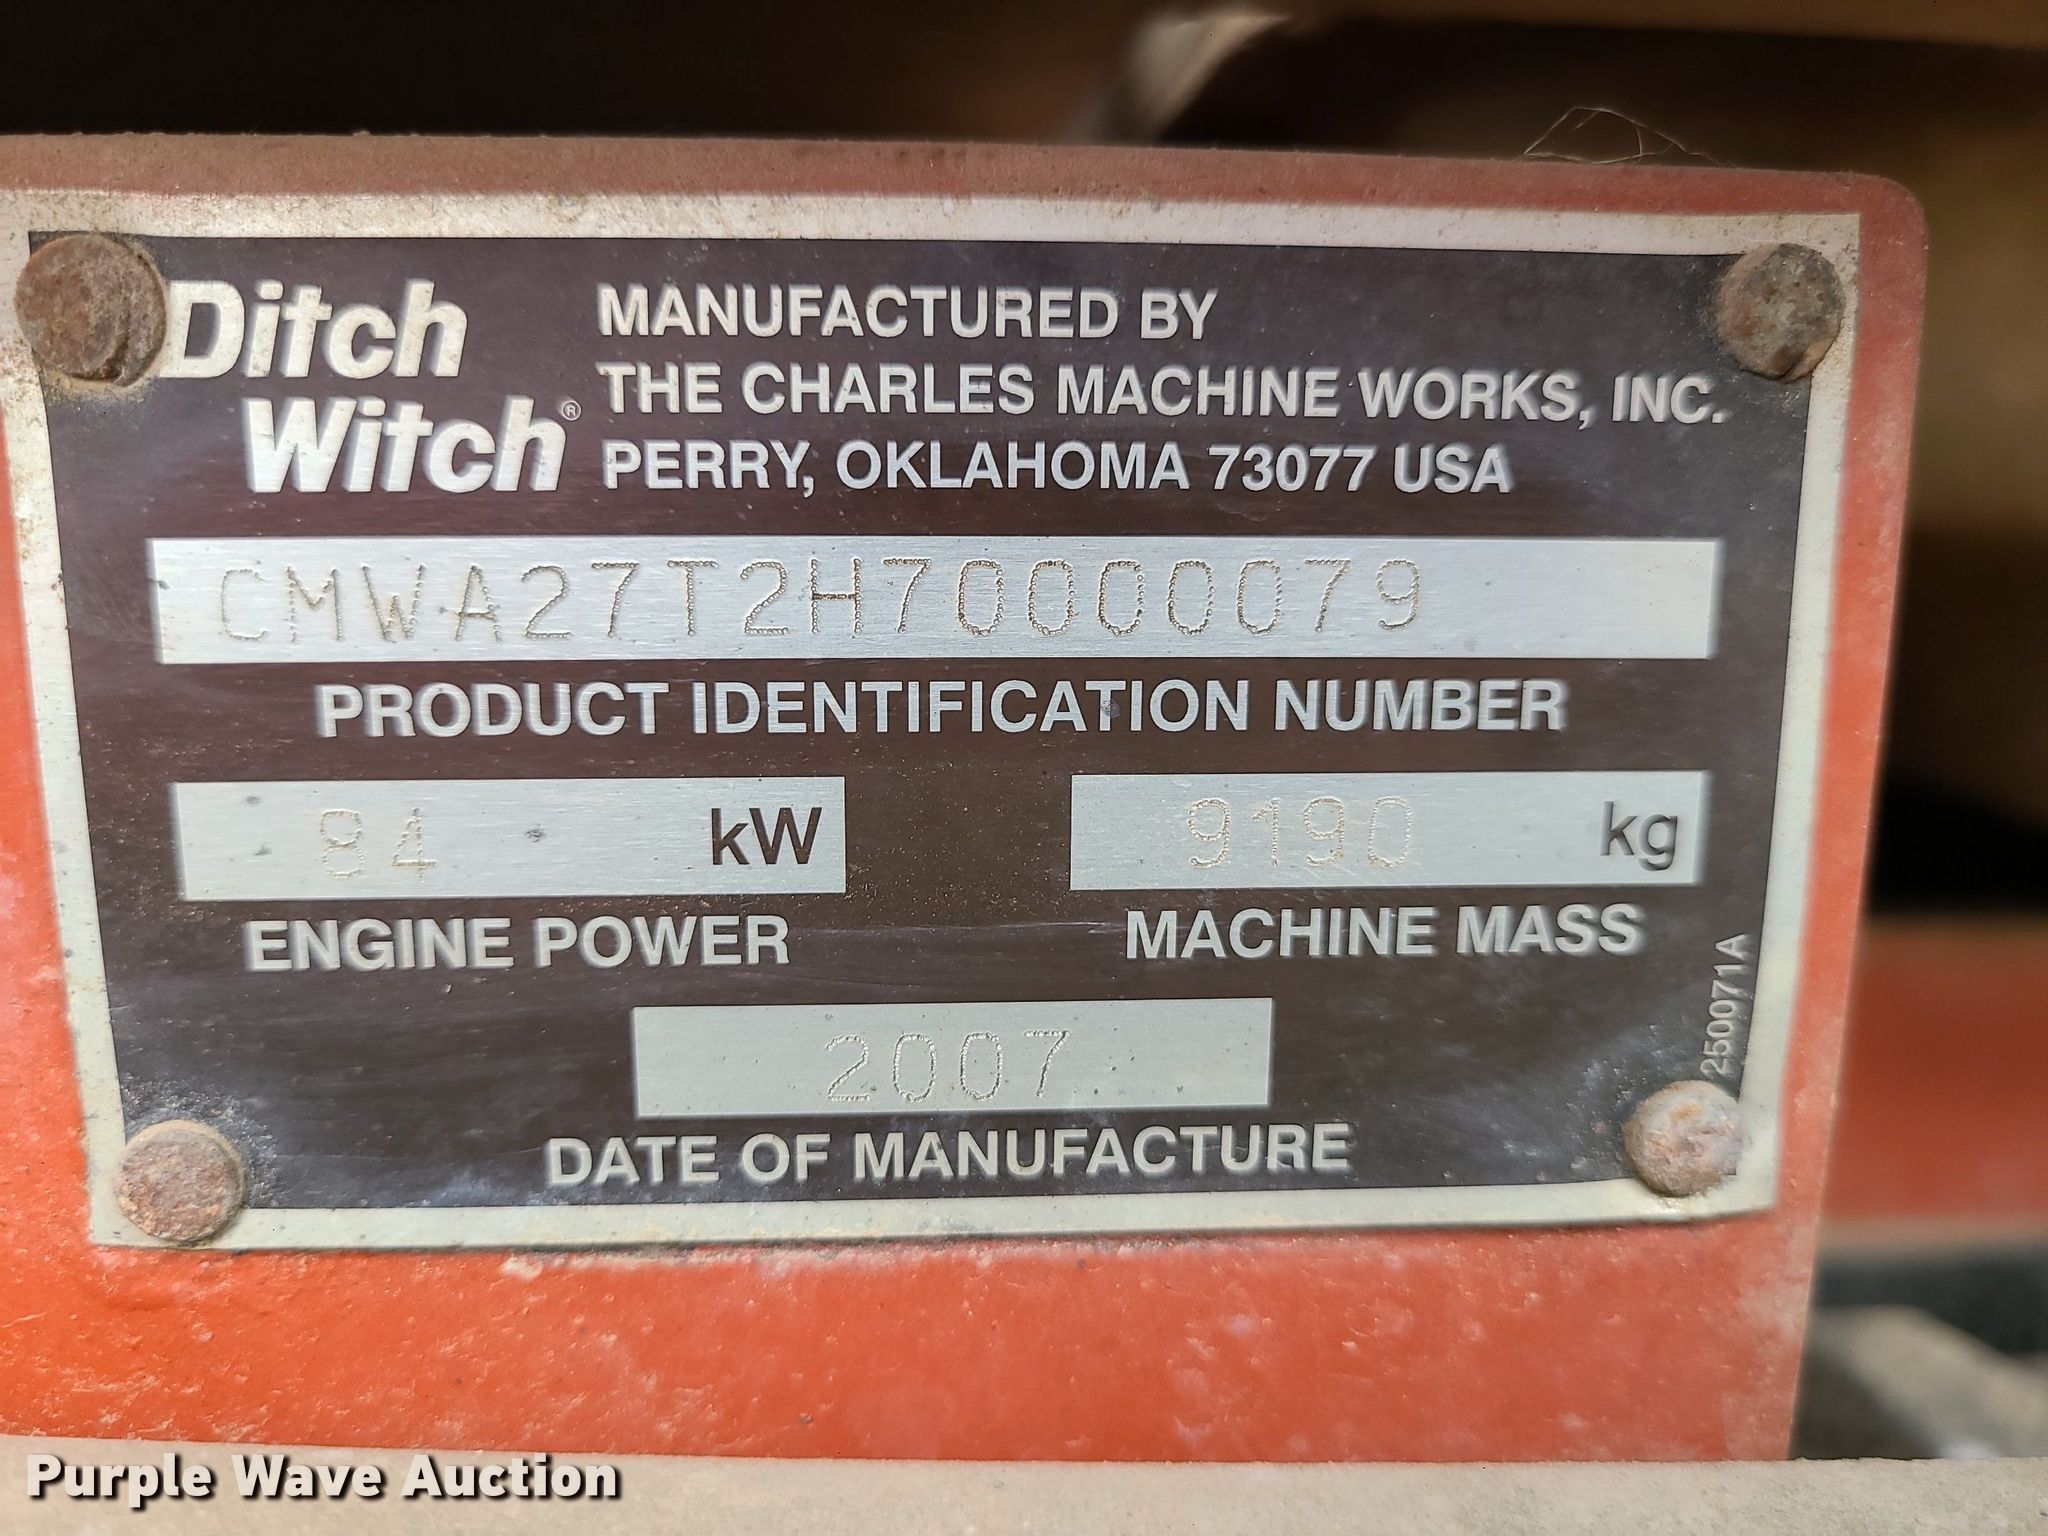 Ditch
Witch®
MANUFACTURED BY
THE CHARLES MACHINE WORKS, INC.
PERRY, OKLAHOMA 73077 USA
CMWA27T2H70000079
PRODUCT IDENTIFICATION NUMBER
84 kW
9190 kg
ENGINE POWER
MACHINE MASS
250071A
2007
DATE OF MANUFACTURE
Purple Wave Auction